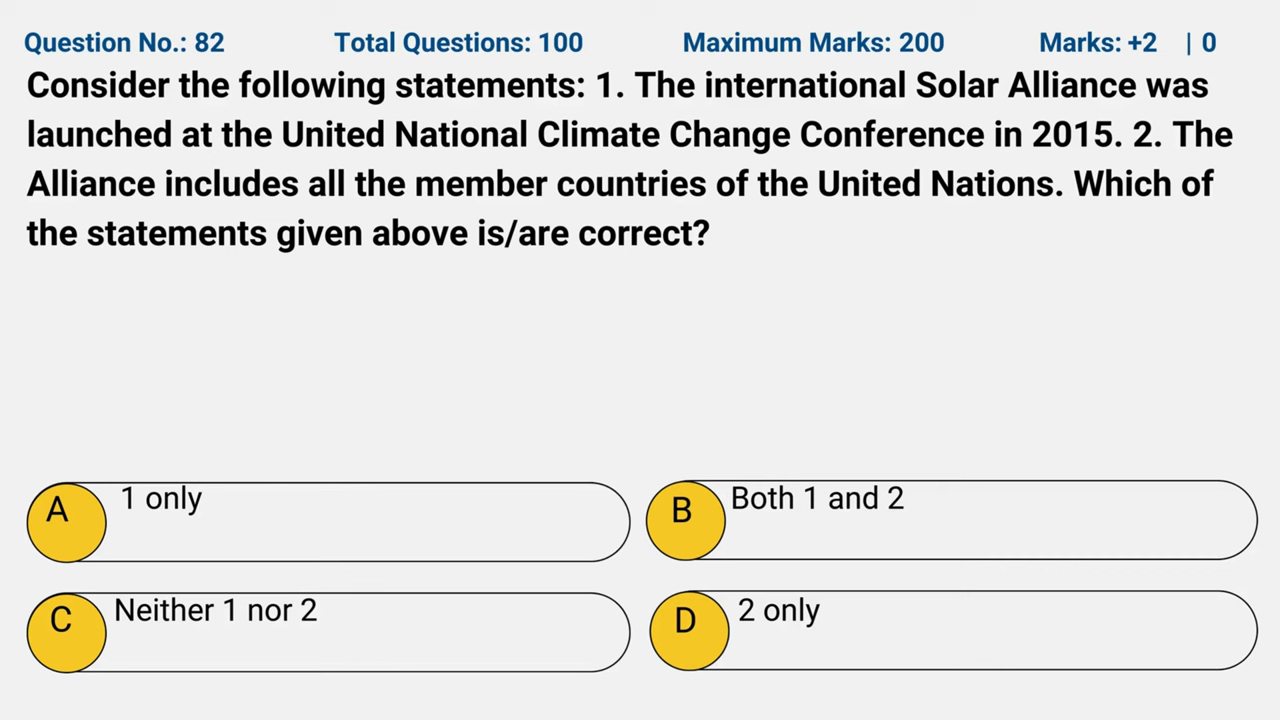 Question No.: 82 Total Questions: 100 Maximum Marks: 200 Marks: +2 | 0
Consider the following statements: 1. The international Solar Alliance was
launched at the United National Climate Change Conference in 2015. 2. The
Alliance includes all the member countries of the United Nations. Which of
the statements given above is/are correct?
A 1 only
B Both 1 and 2
C Neither 1 nor 2
D 2 only